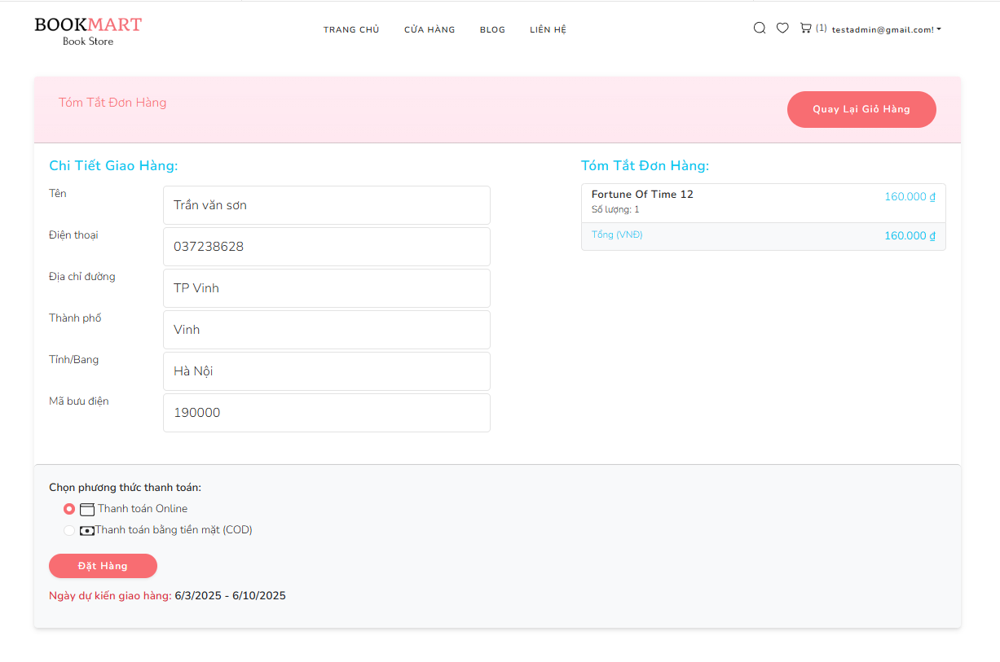 BOOKMART
Book Store
TRANG CHỦ
CỬA HÀNG
BLOG
LIÊN HỆ
(1)
testadmin@gmail.com!
Tóm Tắt Đơn Hàng
Quay Lại Giỏ Hàng
Chi Tiết Giao Hàng:
Tên
Trần văn sơn
Điện thoại
037238628
Địa chỉ đường
TP Vinh
Thành phố
Vinh
Tỉnh/Bang
Hà Nội
Mã bưu điện
190000
Tóm Tắt Đơn Hàng:
Fortune Of Time 12
160.000 ₫
Số lượng: 1
Tổng (VNĐ)
160.000 ₫
Chọn phương thức thanh toán:
Thanh toán Online
Thanh toán bằng tiền mặt (COD)
Đặt Hàng
Ngày dự kiến giao hàng: 6/3/2025 - 6/10/2025